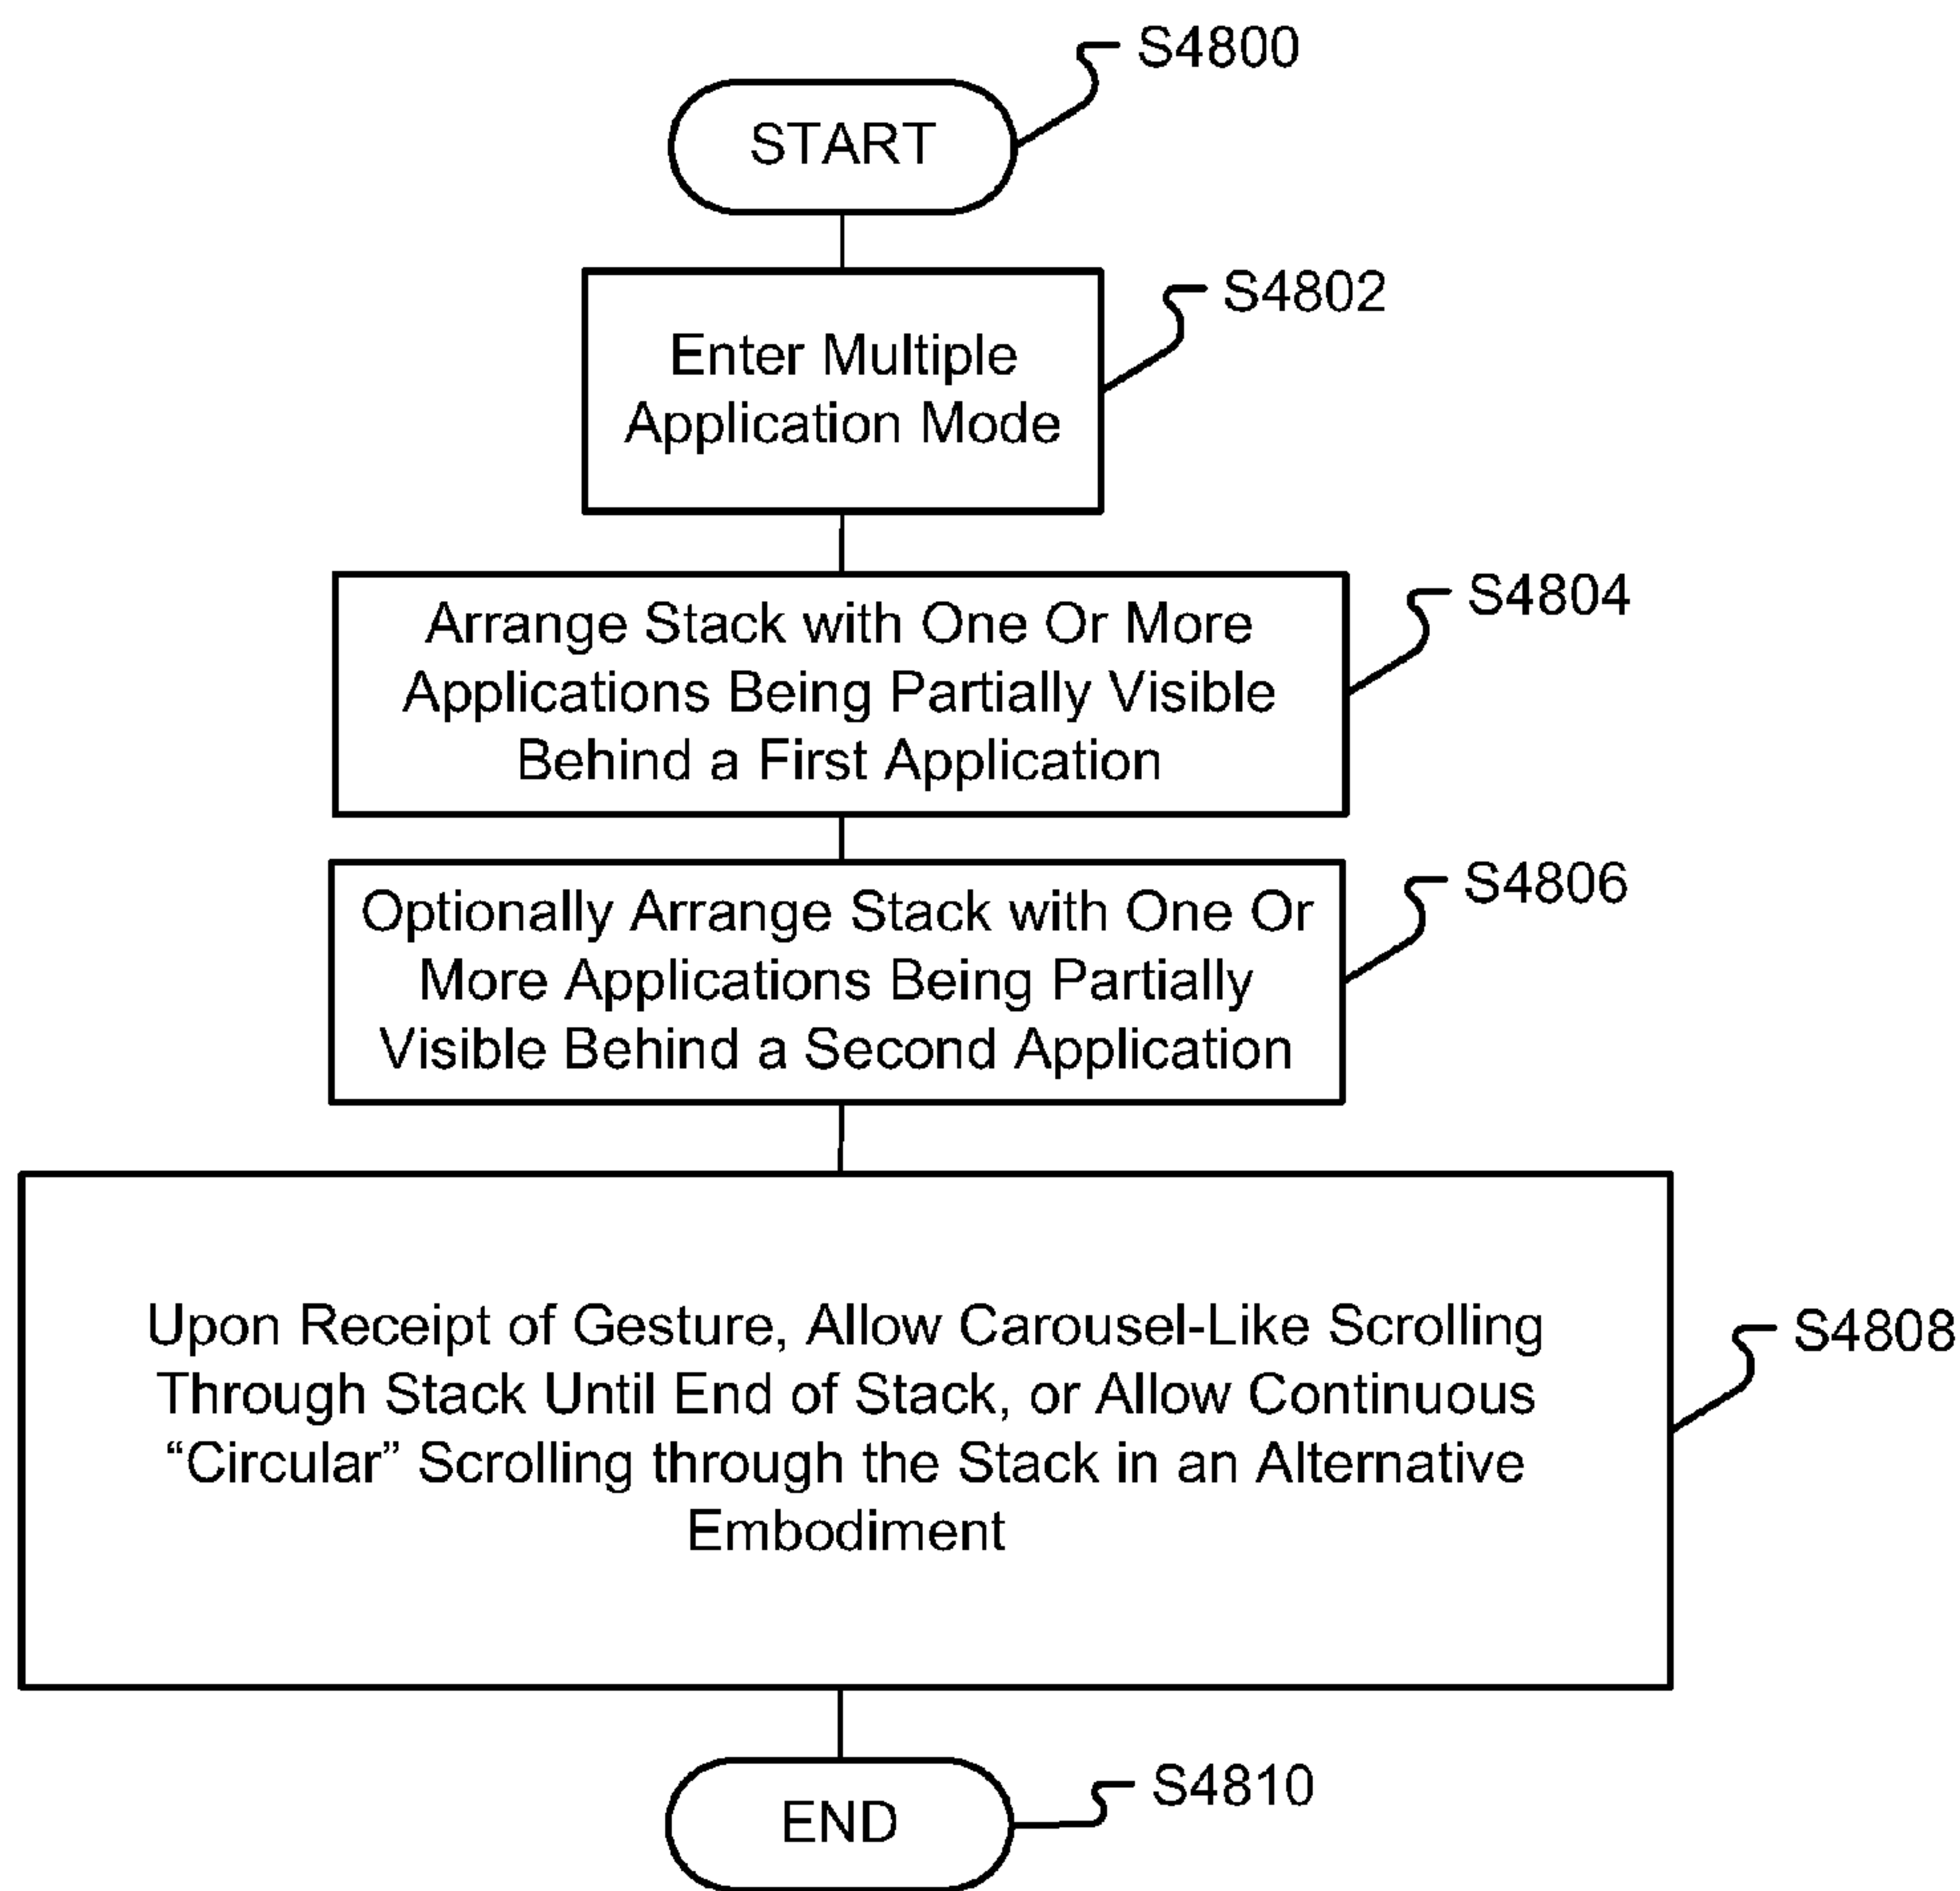 S4800
START
S4802
Enter Multiple
Application Mode
S4804
Arrange Stack with One Or More
Applications Being Partially Visible
Behind a First Application
S4806
Optionally Arrange Stack with One Or
More Applications Being Partially
Visible Behind a Second Application
S4808
Upon Receipt of Gesture, Allow Carousel-Like Scrolling
Through Stack Until End of Stack, or Allow Continuous
“Circular” Scrolling through the Stack in an Alternative
Embodiment
S4810
END